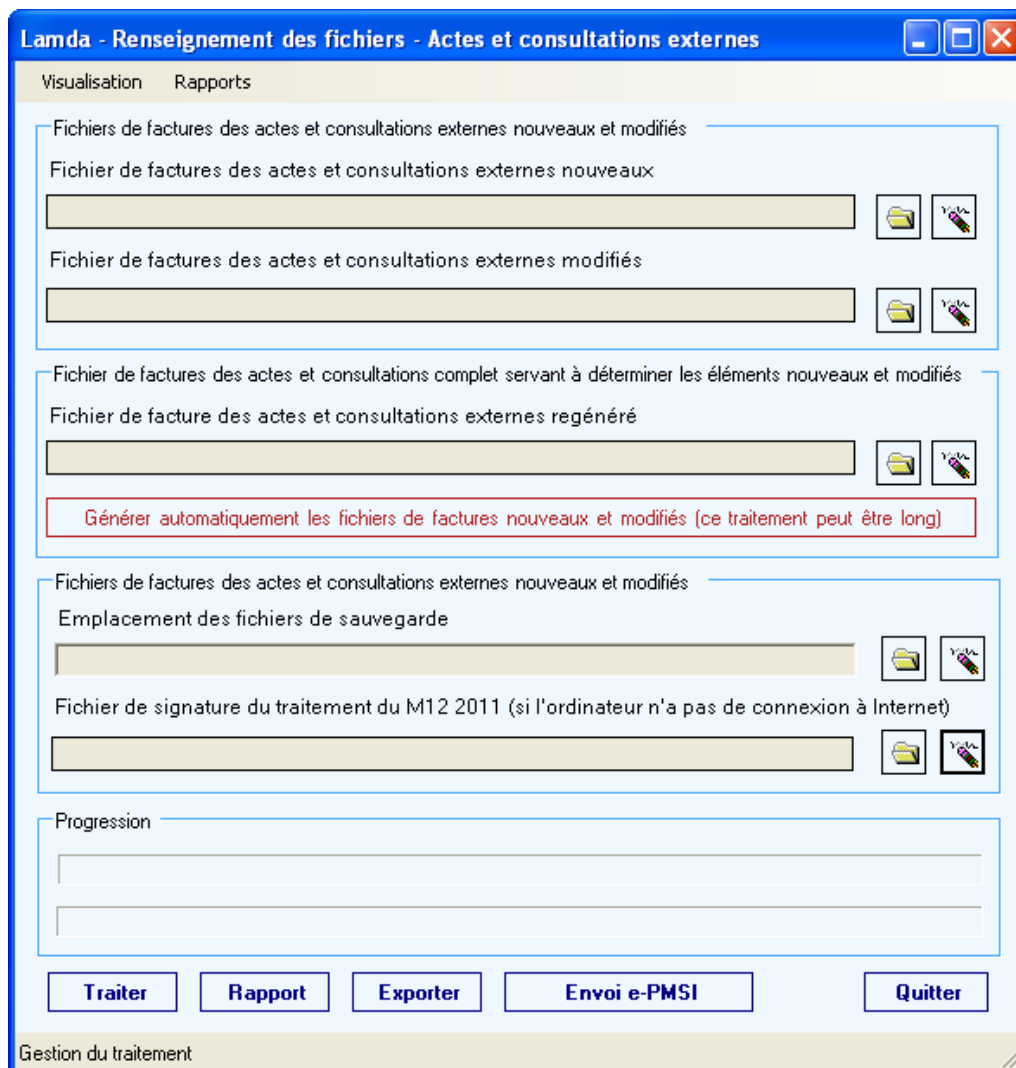 Lamda - Renseignement des fichiers - Actes et consultations externes
Visualisation Rapports
Fichiers de factures des actes et consultations externes nouveaux et modifiés
Fichier de factures des actes et consultations externes nouveaux
Fichier de factures des actes et consultations externes modifiés
Fichier de factures des actes et consultations complet servant à déterminer les éléments nouveaux et modifiés
Fichier de facture des actes et consultations externes regénéré
Générer automatiquement les fichiers de factures nouveaux et modifiés (ce traitement peut être long)
Fichiers de factures des actes et consultations externes nouveaux et modifiés
Emplacement des fichiers de sauvegarde
Fichier de signature du traitement du M12 2011 (si l'ordinateur n'a pas de connexion à Internet)
Progression
Traiter Rapport Exporter Envoi e-PMSI Quitter
Gestion du traitement